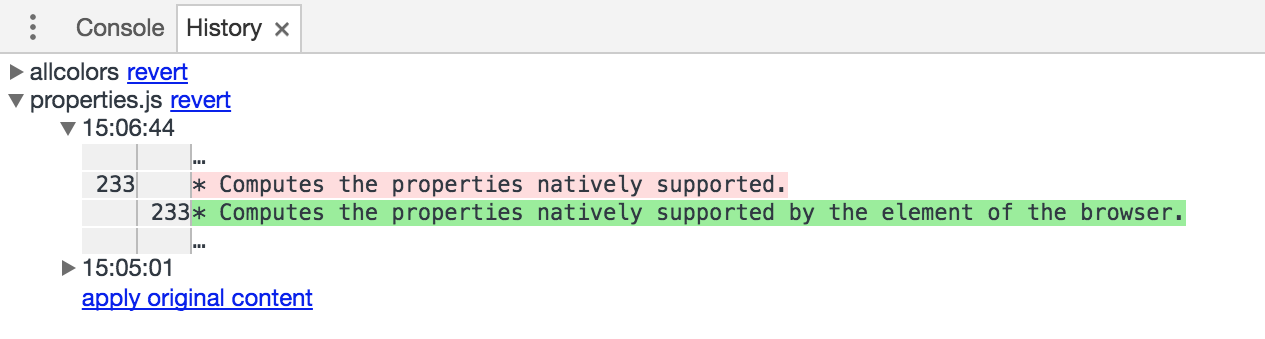 Console History ×
allcolors revert
properties.js revert
15:06:44
…
233 * Computes the properties natively supported.
233 * Computes the properties natively supported by the element of the browser.
…
15:05:01
apply original content